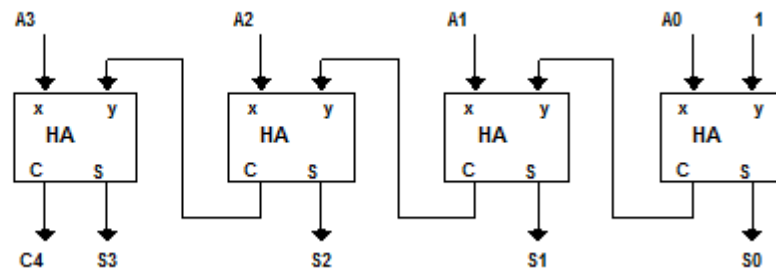 A3 A2 A1 A0 1
x y x y x y x y
HA HA HA HA
C S C S C S C S
C4 S3 S2 S1 S0